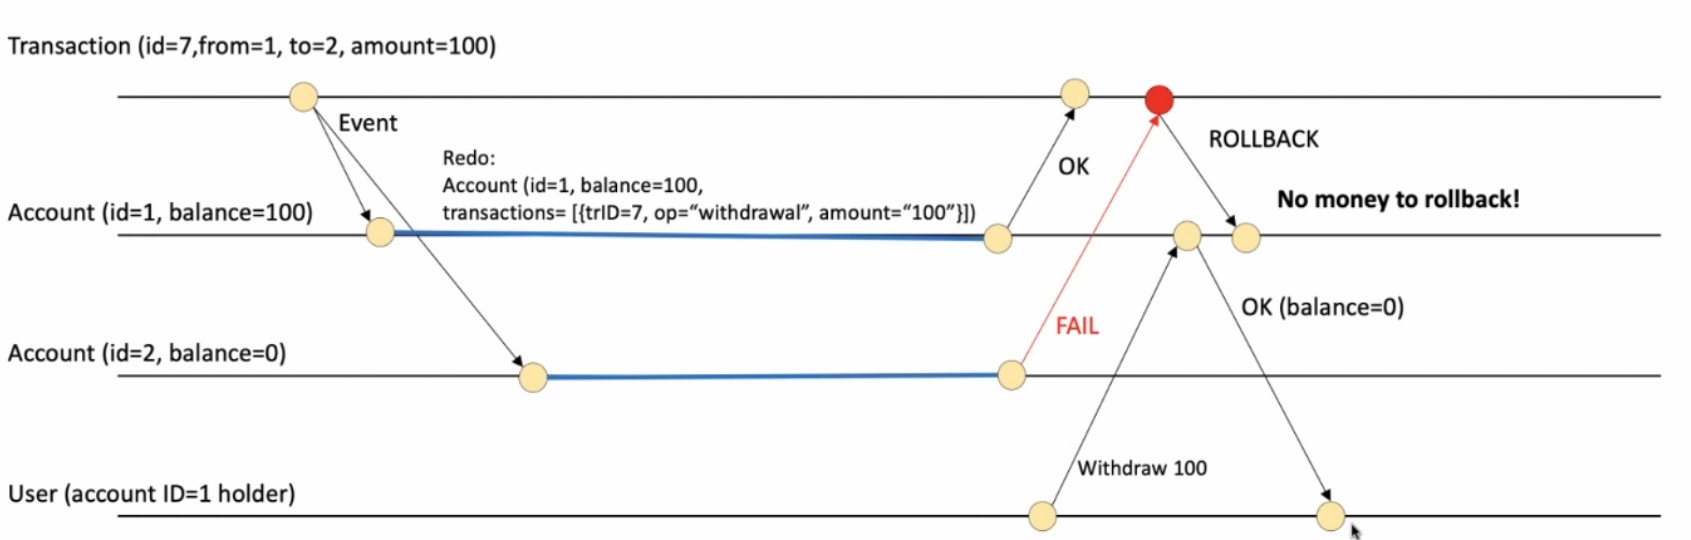 Transaction (id=7,from=1, to=2, amount=100)
Event
Redo:
Account (id=1, balance=100,
transactions= [{trID=7, op=“withdrawal”, amount=“100”}])
OK
ROLLBACK
No money to rollback!
Account (id=1, balance=100)
OK (balance=0)
FAIL
Account (id=2, balance=0)
Withdraw 100
User (account ID=1 holder)